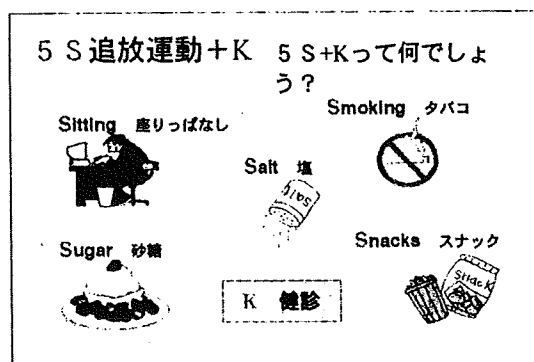 5S追放運動+K 5S+Kって何でしょ
う?
Sitting 座りっぱなし
Smoking タバコ
Salt 塩
Salt
Sugar 砂糖
Snacks スナック
Snack
K 健診